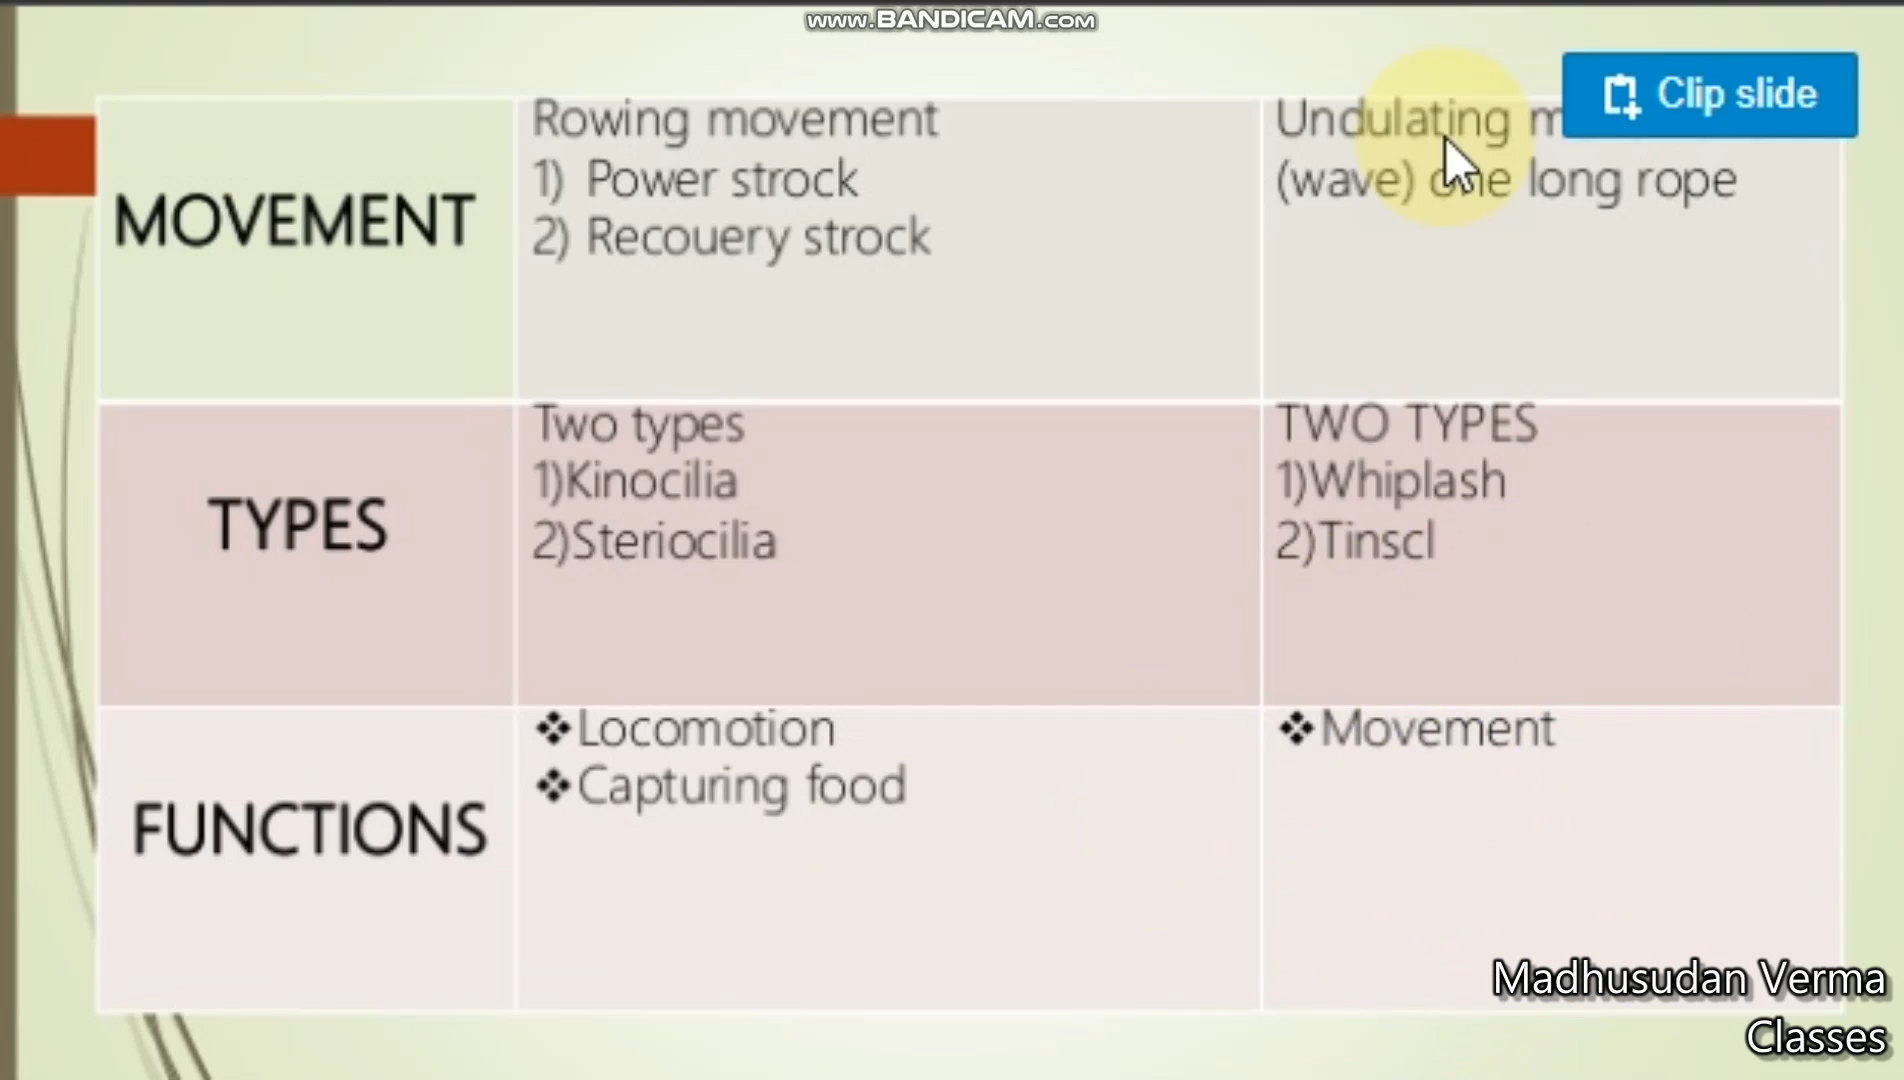 www.BANDICAM.com
Clip slide
MOVEMENT
Rowing movement
1) Power strock
2) Recouery strock
Undulating
(wave) one long rope
TYPES
Two types
1)Kinocilia
2)Steriocilia
TWO TYPES
1)Whiplash
2)Tinscl
FUNCTIONS
❖Locomotion
❖Capturing food
❖Movement
Madhusudan Verma
Classes